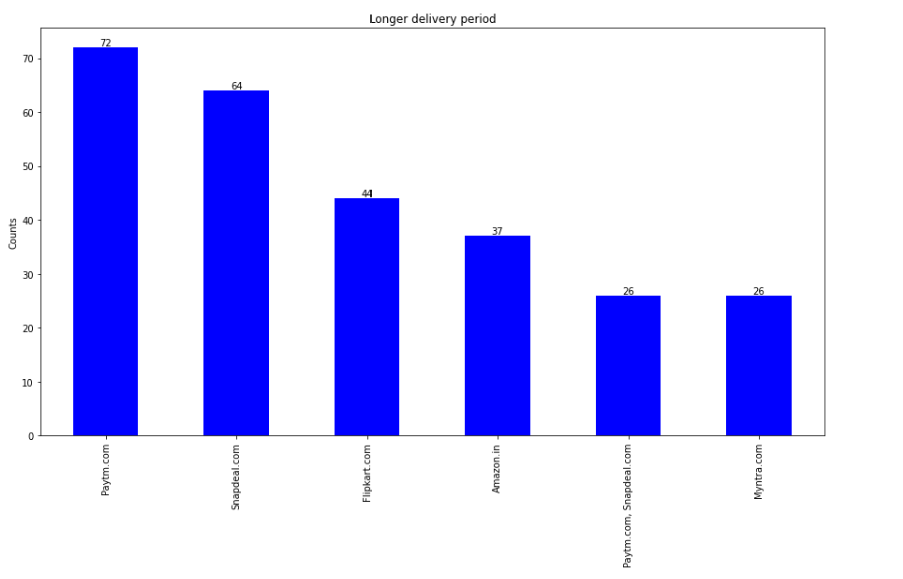 Longer delivery period
72
64
44
37
26
26
70
60
50
40
30
20
10
0
Counts
Paytm.com
Snapdeal.com
Flipkart.com
Amazon.in
Paytm.com, Snapdeal.com
Myntra.com